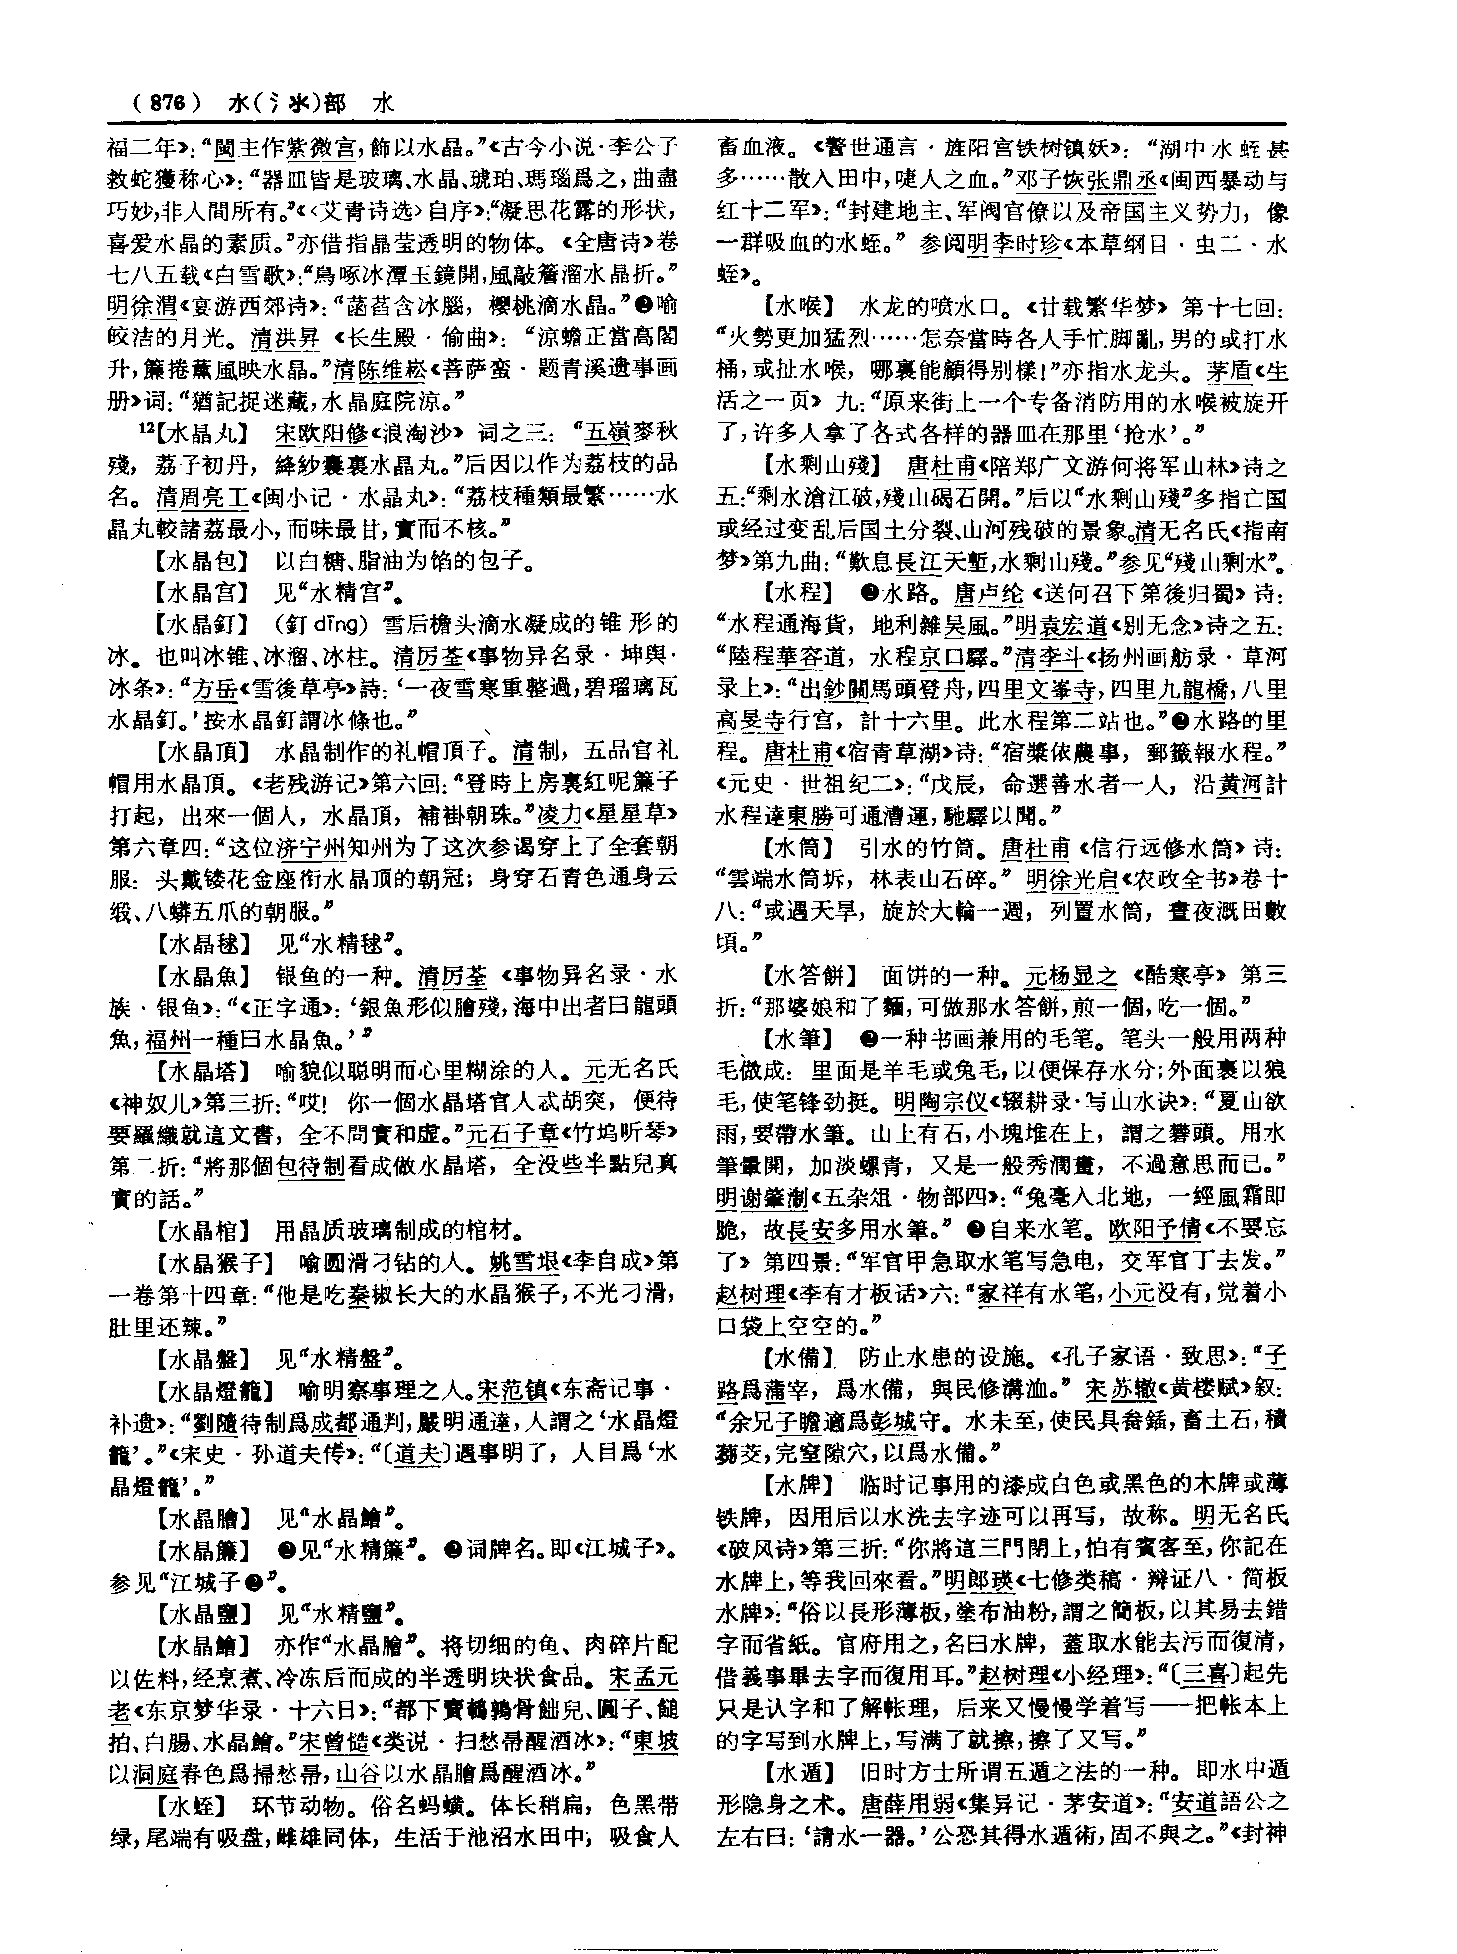 (876) 水(氵氺)部 水
福二年》:“閩主作紫微宫,飾以水晶。”《古今小说·李公子
救蛇獲称心》:“器皿皆是玻璃、水晶、琥珀、瑪瑙爲之,曲盡
巧妙,非人間所有。”《〈艾青诗选〉自序》:“凝思花露的形状,
喜爱水晶的素质。”亦借指晶莹透明的物体。《全唐诗》卷
七八五载《白雪歌》:“鳥啄冰潭玉鏡開,風敲簷溜水晶折。”
明徐渭《宴游西郊诗》:“菡萏含冰腦,櫻桃滴水晶。”❷喻
皎洁的月光。清洪昇《长生殿·偷曲》:“涼蟾正當高閣
升,簾捲薰風映水晶。”清陈维崧《菩萨蛮·题青溪遗事画
册》词:“猶記捉迷藏,水晶庭院涼。”
12【水晶丸】 宋欧阳修《浪淘沙》词之三:“五嶺麥秋
殘,荔子初丹,絳紗囊裏水晶丸。”后因以作为荔枝的品
名。清周亮工《闽小记·水晶丸》:“荔枝種類最繁……水
晶丸較諸荔最小,而味最甘,實而不核。”
【水晶包】 以白糖、脂油为馅的包子。
【水晶宫】 见“水精宫”。
【水晶釘】 (釘 dīng) 雪后檐头滴水凝成的锥形的
冰。也叫冰锥、冰溜、冰柱。清厉荃《事物异名录·坤舆·
冰条》:“方岳《雪後草亭》詩:‘一夜雪寒重整過,碧瑠璃瓦
水晶釘。’按水晶釘謂冰條也。”
【水晶頂】 水晶制作的礼帽頂子。清制,五品官礼
帽用水晶頂。《老残游记》第六回:“登時上房裏红呢簾子
打起,出來一個人,水晶頂,補褂朝珠。”凌力《星星草》
第六章四:“这位济宁州知州为了这次参谒穿上了全套朝
服:头戴镂花金座衔水晶顶的朝冠;身穿石青色通身云
缎、八蟒五爪的朝服。”
【水晶毬】 见“水精毬”。
【水晶魚】 银鱼的一种。清厉荃《事物异名录·水
族·银鱼》:“《正字通》:‘銀魚形似膾殘,海中出者曰龍頭
魚,福州一種曰水晶魚。’”
【水晶塔】 喻貌似聪明而心里糊涂的人。元无名氏
《神奴儿》第三折:“哎!你一個水晶塔官人忒胡突,便待
要羅織就這文書,全不問實和虛。”元石子章《竹坞听琴》
第二折:“將那個包待制看成做水晶塔,全没些半點兒真
實的話。”
【水晶棺】 用晶质玻璃制成的棺材。
【水晶猴子】 喻圆滑刁钻的人。姚雪垠《李自成》第
一卷第十四章:“他是吃秦椒长大的水晶猴子,不光刁滑,
肚里还辣。”
【水晶盤】 见“水精盤”。
【水晶燈籠】 喻明察事理之人。宋范镇《东斋记事·
补遗》:“劉隨待制爲成都通判,嚴明通達,人謂之‘水晶燈
籠’。”《宋史·孙道夫传》:“〔道夫〕遇事明了,人目爲‘水
晶燈籠’。”
【水晶膾】 见“水晶鱠”。
【水晶簾】 ❶见“水精簾”。❷词牌名。即《江城子》。
参见“江城子❷”。
【水晶鹽】 见“水精鹽”。
【水晶鱠】 亦作“水晶膾”。将切细的鱼、肉碎片配
以佐料,经烹煮、冷冻后而成的半透明块状食品。宋孟元
老《东京梦华录·十六日》:“都下賣鵪鶉骨飿兒、圓子、䭔
拍、白腸、水晶鱠。”宋曾慥《类说·扫愁帚醒酒冰》:“東坡
以洞庭春色爲掃愁帚,山谷以水晶膾爲醒酒冰。”
【水蛭】 环节动物。俗名蚂蟥。体长稍扁,色黑带
绿,尾端有吸盘,雌雄同体,生活于池沼水田中,吸食人
畜血液。《警世通言·旌阳宫铁树镇妖》:“湖中水蛭甚
多……散入田中,啑人之血。”邓子恢张鼎丞《闽西暴动与
红十二军》:“封建地主、军阀官僚以及帝国主义势力,像
一群吸血的水蛭。”参阅明李时珍《本草纲目·虫二·水
蛭》。
【水喉】 水龙的喷水口。《廿载繁华梦》第十七回:
“火勢更加猛烈……怎奈當時各人手忙脚亂,男的或打水
桶,或扯水喉,哪裏能顧得别樣!”亦指水龙头。茅盾《生
活之一页》九:“原来街上一个专备消防用的水喉被旋开
了,许多人拿了各式各样的器皿在那里‘抢水’。”
【水剩山殘】 唐杜甫《陪郑广文游何将军山林》诗之
五:“剩水滄江破,殘山碣石開。”后以“水剩山殘”多指亡国
或经过变乱后国土分裂、山河残破的景象。清无名氏《指南
梦》第九曲:“歎息長江天塹,水剩山殘。”参见“殘山剩水”。
【水程】 ❶水路。唐卢纶《送何召下第後归蜀》诗:
“水程通海貨,地利雜吴風。”明袁宏道《别无念》诗之五:
“陸程華容道,水程京口驛。”清李斗《扬州画舫录·草河
录上》:“出鈔關馬頭登舟,四里文峯寺,四里九龍橋,八里
高旻寺行宫,計十六里。此水程第二站也。”❷水路的里
程。唐杜甫《宿青草湖》诗:“宿槳依農事,郵籤報水程。”
《元史·世祖纪二》:“戊辰,命選善水者一人,沿黄河計
水程達東勝可通漕運,馳驛以聞。”
【水筒】 引水的竹筒。唐杜甫《信行远修水筒》诗:
“雲端水筒坼,林表山石碎。”明徐光启《农政全书》卷十
八:“或遇天旱,旋於大輪一週,列置水筒,晝夜溉田數
頃。”
【水答餅】 面饼的一种。元杨显之《酷寒亭》第三
折:“那婆娘和了麵,可做那水答餅,煎一個,吃一個。”
【水筆】 ❶一种书画兼用的毛笔。笔头一般用两种
毛做成:里面是羊毛或兔毛,以便保存水分;外面裹以狼
毛,使笔锋劲挺。明陶宗仪《辍耕录·写山水诀》:“夏山欲
雨,要帶水筆。山上有石,小塊堆在上,謂之礬頭。用水
筆暈開,加淡螺青,又是一般秀潤畫,不過意思而已。”
明谢肇淛《五杂俎·物部四》:“兔毫入北地,一經風霜即
脆,故長安多用水筆。”❷自来水笔。欧阳予倩《不要忘
了》第四景:“军官甲急取水笔写急电,交军官丁去发。”
赵树理《李有才板话》六:“家祥有水笔,小元没有,觉着小
口袋上空空的。”
【水備】 防止水患的设施。《孔子家语·致思》:“子
路爲蒲宰,爲水備,與民修溝洫。”宋苏辙《黄楼赋》叙:
“余兄子瞻適爲彭城守。水未至,使民具畚鍤,畜土石,積
芻茭,完窒隙穴,以爲水備。”
【水牌】 临时记事用的漆成白色或黑色的木牌或薄
铁牌,因用后以水洗去字迹可以再写,故称。明无名氏
《破风诗》第三折:“你將這三門閉上,怕有賓客至,你記在
水牌上,等我回來看。”明郎瑛《七修类稿·辩证八·简板
水牌》:“俗以長形薄板,塗布油粉,謂之簡板,以其易去錯
字而省紙。官府用之,名曰水牌,蓋取水能去污而復清,
借義事畢去字而復用耳。”赵树理《小经理》:“〔三喜〕起先
只是认字和了解帐理,后来又慢慢学着写——把帐本上
的字写到水牌上,写满了就擦,擦了又写。”
【水遁】 旧时方士所谓五遁之法的一种。即水中遁
形隐身之术。唐薛用弱《集异记·茅安道》:“安道語公之
左右曰:‘請水一器。’公恐其得水遁術,固不與之。”《封神